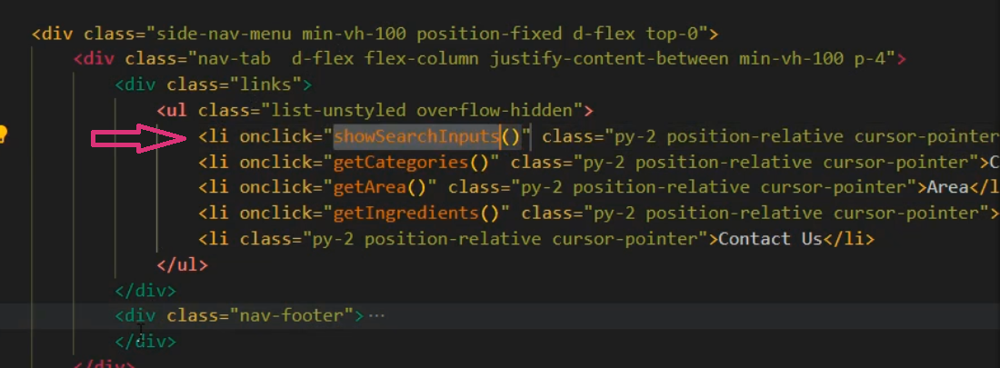 <div class="side-nav-menu min-vh-100 position-fixed d-flex top-0">
<div class="nav-tab  d-flex flex-column justify-content-between min-vh-100 p-4">
<div class="links">
<ul class="list-unstyled overflow-hidden">
<li onclick="showSearchInputs()" class="py-2 position-relative cursor-pointer
<li onclick="getCategories()" class="py-2 position-relative cursor-pointer">C
<li onclick="getArea()" class="py-2 position-relative cursor-pointer">Area</l
<li onclick="getIngredients()" class="py-2 position-relative cursor-pointer">
<li class="py-2 position-relative cursor-pointer">Contact Us</li>
</ul>
</div>
<div class="nav-footer">…
</div>
</div>